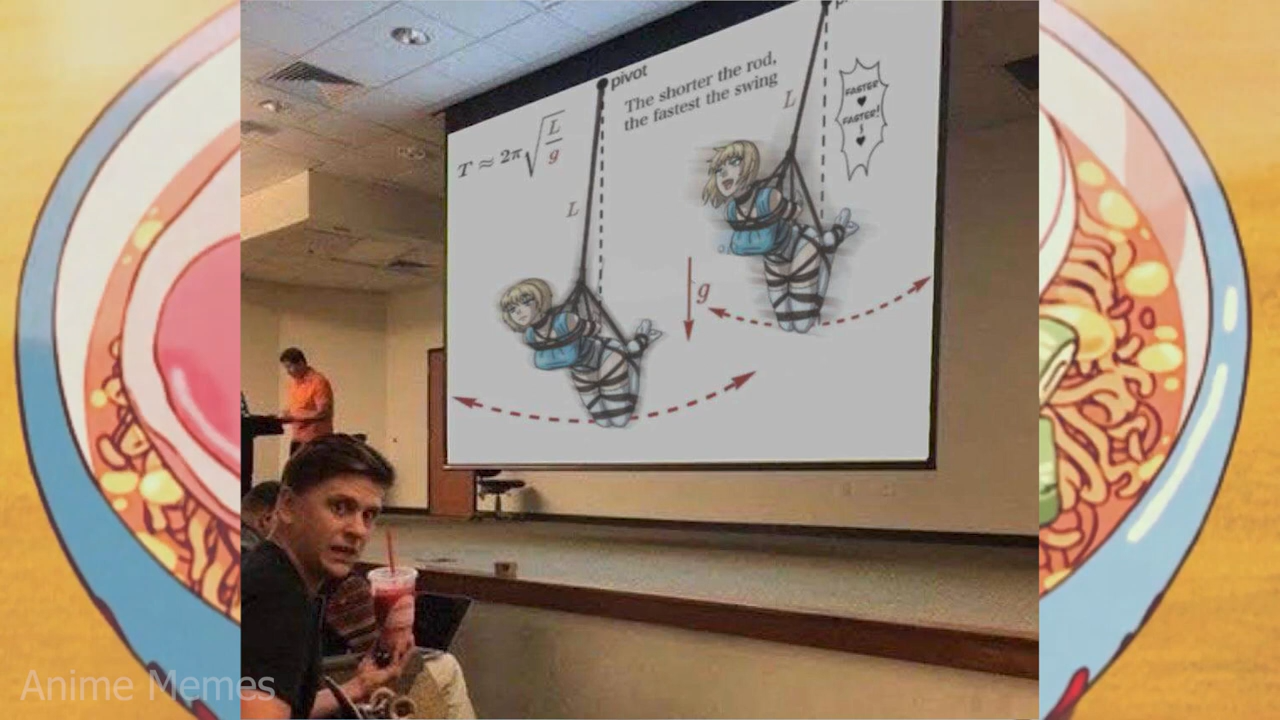 pivot
p
The shorter the rod,
the fastest the swing
T ≈ 2π√(L/g)
L
L
FASTER
♥
FASTER!
♥
g
Anime Memes